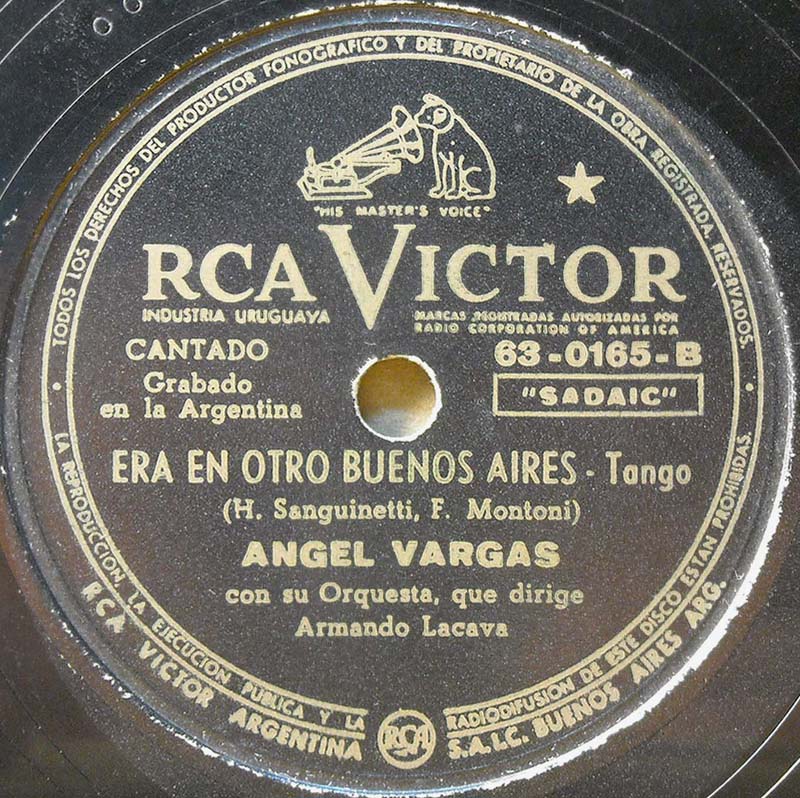 TODOS LOS DERECHOS DEL PRODUCTOR FONOGRAFICO Y DEL PROPIETARIO DE LA OBRA REGISTRADA, RESERVADOS.
"HIS MASTER'S VOICE"
RCA VICTOR
INDUSTRIA URUGUAYA
MARCAS REGISTRADAS AUTORIZADAS POR
RADIO CORPORATION OF AMERICA
CANTADO
63-0165-B
Grabado
en la Argentina
"SADAIC"
ERA EN OTRO BUENOS AIRES - Tango
(H. Sanguinetti, F. Montoni)
ANGEL VARGAS
con su Orquesta, que dirige
Armando Lacava
LA REPRODUCCION, LA EJECUCION PUBLICA Y LA RADIODIFUSION DE ESTE DISCO ESTAN PROHIBIDAS.
RCA VICTOR ARGENTINA S.A.I.C. BUENOS AIRES ARG.
RCA